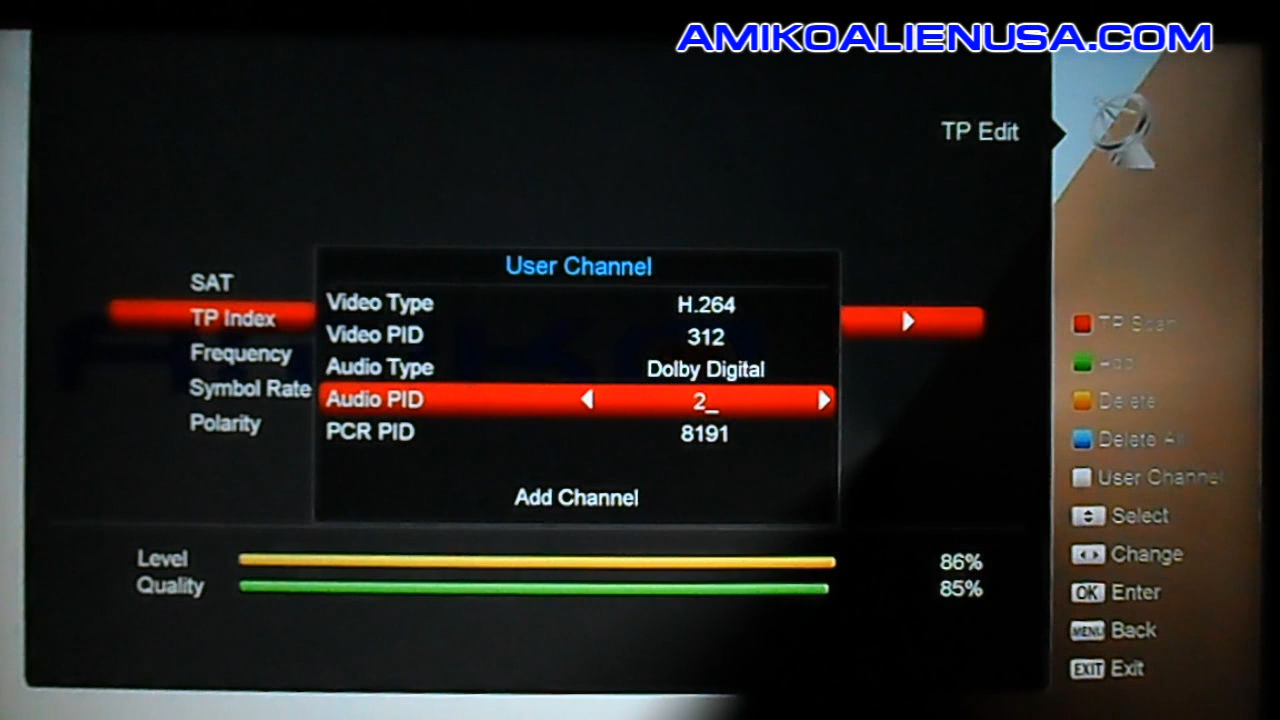 AMIKOALIENUSA.COM
TP Edit
SAT
TP Index
Frequency
Symbol Rate
Polarity
User Channel
Video Type H.264
Video PID 312
Audio Type Dolby Digital
Audio PID 2_
PCR PID 8191
Add Channel
Level 86%
Quality 85%
TP Scan
Add
Delete
Delete All
User Channel
Select
Change
OK Enter
MENU Back
EXIT Exit